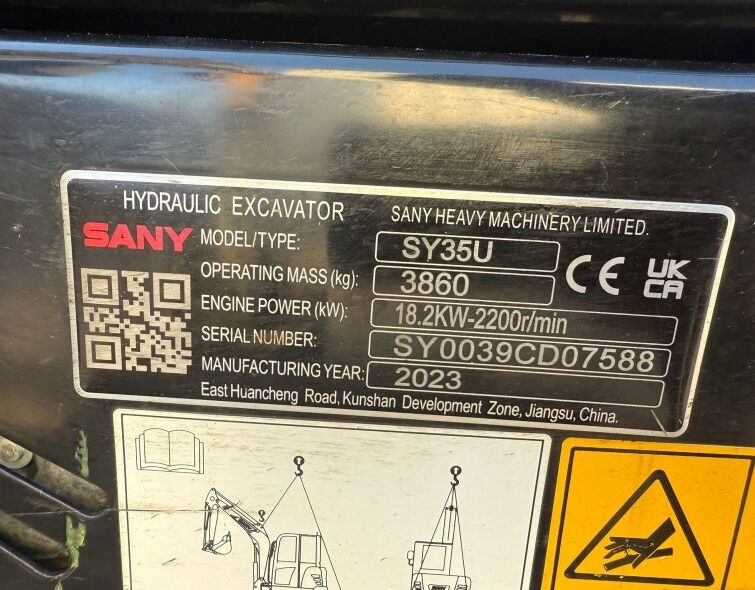 HYDRAULIC EXCAVATOR SANY HEAVY MACHINERY LIMITED.
SANY
MODEL/TYPE: SY35U
OPERATING MASS (kg): 3860
ENGINE POWER (kW): 18.2KW-2200r/min
SERIAL NUMBER: SY0039CD07588
MANUFACTURING YEAR: 2023
East Huancheng Road, Kunshan Development Zone, Jiangsu, China.
CE UK
CA